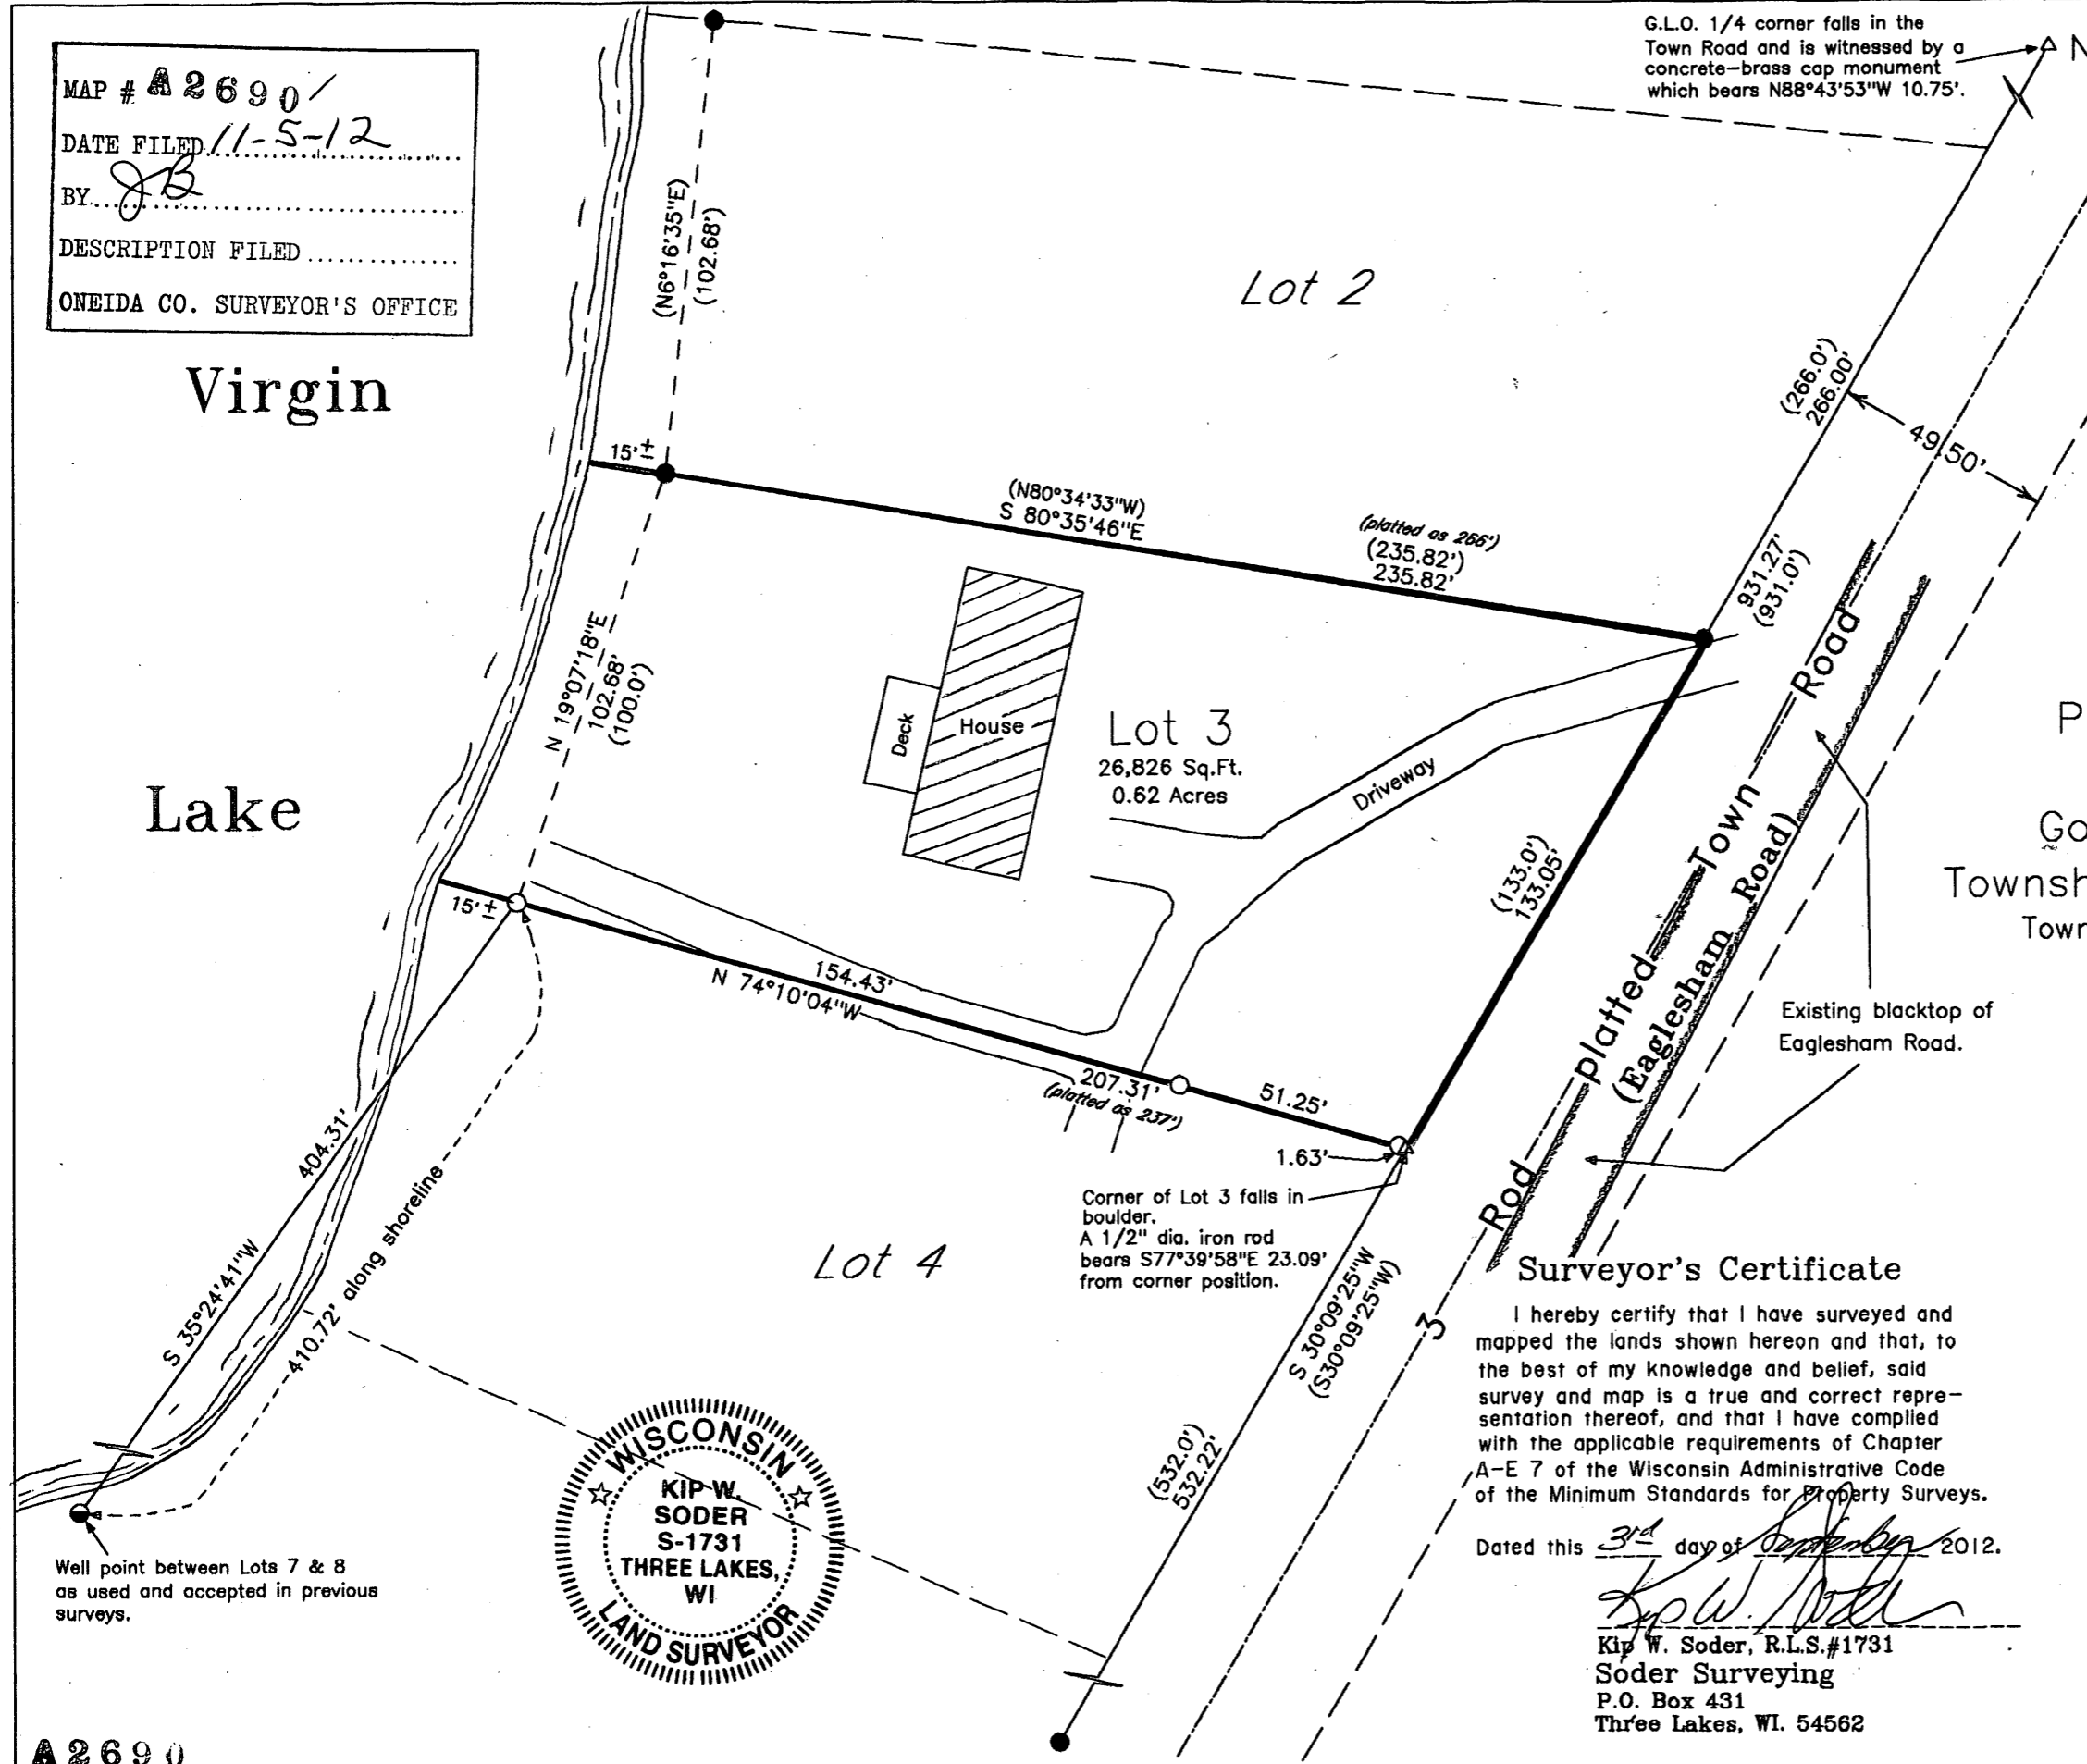 MAP # A2690
DATE FILED 11-5-12
BY JB
DESCRIPTION FILED
ONEIDA CO. SURVEYOR'S OFFICE
G.L.O. 1/4 corner falls in the
Town Road and is witnessed by a
concrete-brass cap monument
which bears N88°43'53"W 10.75'.
N
(N6°16'35"E)
(102.68')
Lot 2
Virgin
Lake
(266.0')
266.00'
49.50'
15'±
(N80°34'33"W)
S 80°35'46"E
(platted as 266')
(235.82')
235.82'
931.27'
(931.0')
N 19°07'18"E
102.68'
(100.0')
Deck
House
Lot 3
26,826 Sq.Ft.
0.62 Acres
Driveway
(133.0')
133.05'
3 Rod platted Town Road
(Eaglesham Road)
P
Go
Townsh
Town
Existing blacktop of
Eaglesham Road.
15'±
154.43'
N 74°10'04"W
207.31'
(platted as 237')
51.25'
1.63'
Corner of Lot 3 falls in
boulder.
A 1/2" dia. iron rod
bears S77°39'58"E 23.09'
from corner position.
404.31'
S 35°24'41"W
410.72' along shoreline
Lot 4
S 30°09'25"W
(S30°09'25"W)
(532.0')
532.22'
Well point between Lots 7 & 8
as used and accepted in previous
surveys.
WISCONSIN
KIP W.
SODER
S-1731
THREE LAKES,
WI
LAND SURVEYOR
Surveyor's Certificate
I hereby certify that I have surveyed and
mapped the lands shown hereon and that, to
the best of my knowledge and belief, said
survey and map is a true and correct repre-
sentation thereof, and that I have complied
with the applicable requirements of Chapter
A-E 7 of the Wisconsin Administrative Code
of the Minimum Standards for Property Surveys.
Dated this 3rd day of September 2012.
Kip W. Soder
Kip W. Soder, R.L.S.#1731
Soder Surveying
P.O. Box 431
Three Lakes, WI. 54562
A2690